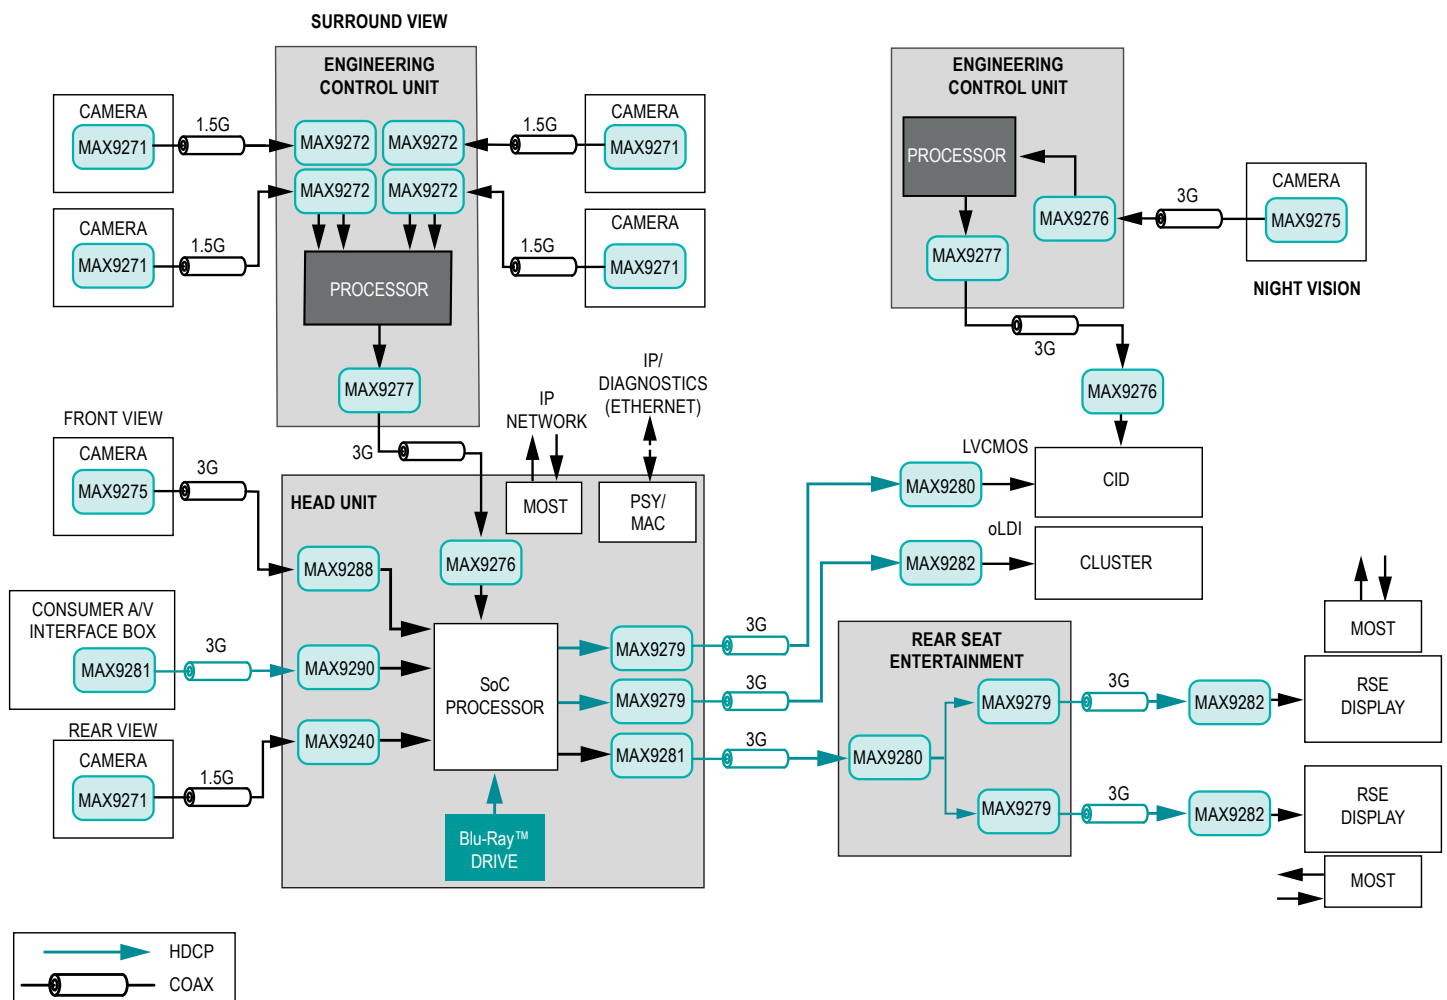 SURROUND VIEW
ENGINEERING
CONTROL UNIT
CAMERA
MAX9271
1.5G
MAX9272
MAX9272
1.5G
CAMERA
MAX9271
CAMERA
MAX9271
1.5G
MAX9272
MAX9272
1.5G
CAMERA
MAX9271
PROCESSOR
MAX9277
3G
ENGINEERING
CONTROL UNIT
PROCESSOR
MAX9276
MAX9277
3G
CAMERA
MAX9275
NIGHT VISION
3G
MAX9276
CID
LVCMOS
MAX9280
oLDI
MAX9282
CLUSTER
IP
NETWORK
IP/
DIAGNOSTICS
(ETHERNET)
FRONT VIEW
CAMERA
MAX9275
3G
HEAD UNIT
MOST
PSY/
MAC
MAX9276
MAX9288
CONSUMER A/V
INTERFACE BOX
MAX9281
3G
MAX9290
SoC
PROCESSOR
MAX9279
3G
MAX9279
3G
REAR VIEW
CAMERA
MAX9271
1.5G
MAX9240
MAX9281
3G
Blu-Ray™
DRIVE
REAR SEAT
ENTERTAINMENT
MAX9280
MAX9279
3G
MAX9282
MOST
RSE
DISPLAY
MAX9279
3G
MAX9282
RSE
DISPLAY
MOST
HDCP
COAX